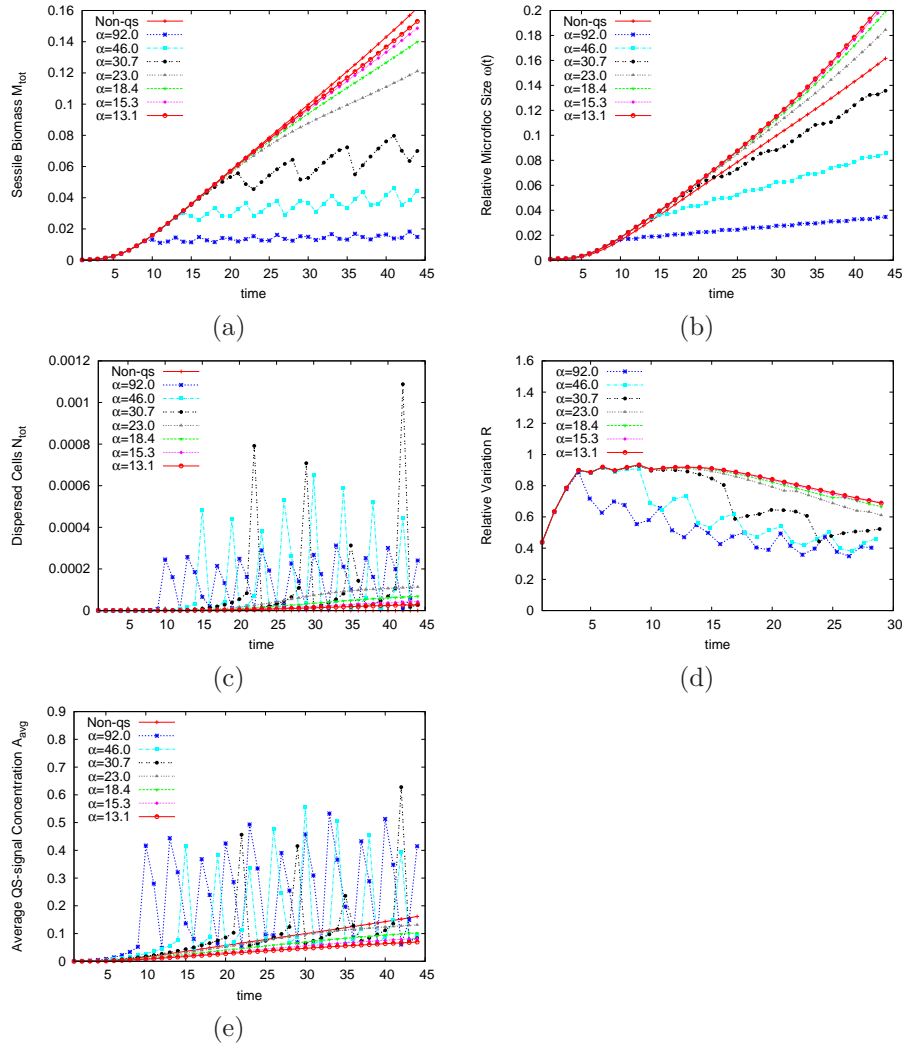 Sessile Biomass M_tot
0.16
0.14
0.12
0.1
0.08
0.06
0.04
0.02
0
Non-qs
α=92.0
α=46.0
α=30.7
α=23.0
α=18.4
α=15.3
α=13.1
5 10 15 20 25 30 35 40 45
time
(a)
Relative Microfloc Size ω(t)
0.2
0.18
0.16
0.14
0.12
0.1
0.08
0.06
0.04
0.02
0
Non-qs
α=92.0
α=46.0
α=30.7
α=23.0
α=18.4
α=15.3
α=13.1
5 10 15 20 25 30 35 40 45
time
(b)
Dispersed Cells N_tot
0.0012
0.001
0.0008
0.0006
0.0004
0.0002
0
Non-qs
α=92.0
α=46.0
α=30.7
α=23.0
α=18.4
α=15.3
α=13.1
5 10 15 20 25 30 35 40 45
time
(c)
Relative Variation R
1.6
1.4
1.2
1
0.8
0.6
0.4
0.2
0
α=92.0
α=46.0
α=30.7
α=23.0
α=18.4
α=15.3
α=13.1
5 10 15 20 25 30
time
(d)
Average QS-signal Concentration A_avg
0.9
0.8
0.7
0.6
0.5
0.4
0.3
0.2
0.1
0
Non-qs
α=92.0
α=46.0
α=30.7
α=23.0
α=18.4
α=15.3
α=13.1
5 10 15 20 25 30 35 40 45
time
(e)